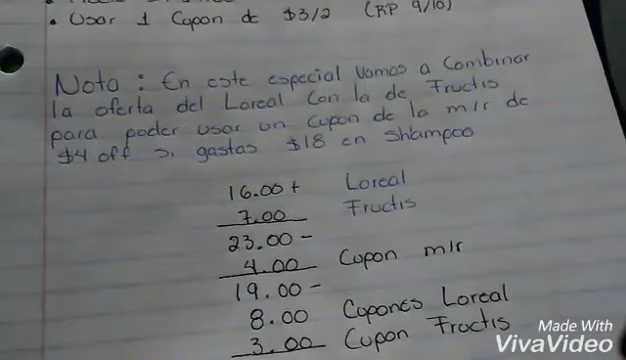 • Usar 1 Cupon de $3/2 (RP 9/10)
Nota: En este especial Vamos a Combinar
la oferta del Loreal Con la de Fructis
para poder usar un Cupon de la mlr de
$4 off si gastas $18 en shampoo
16.00+ Loreal
7.00 Fructis
23.00-
4.00 Cupon mlr
19.00-
8.00 Cupones Loreal
3.00 Cupon Fructis
Made With
VivaVideo